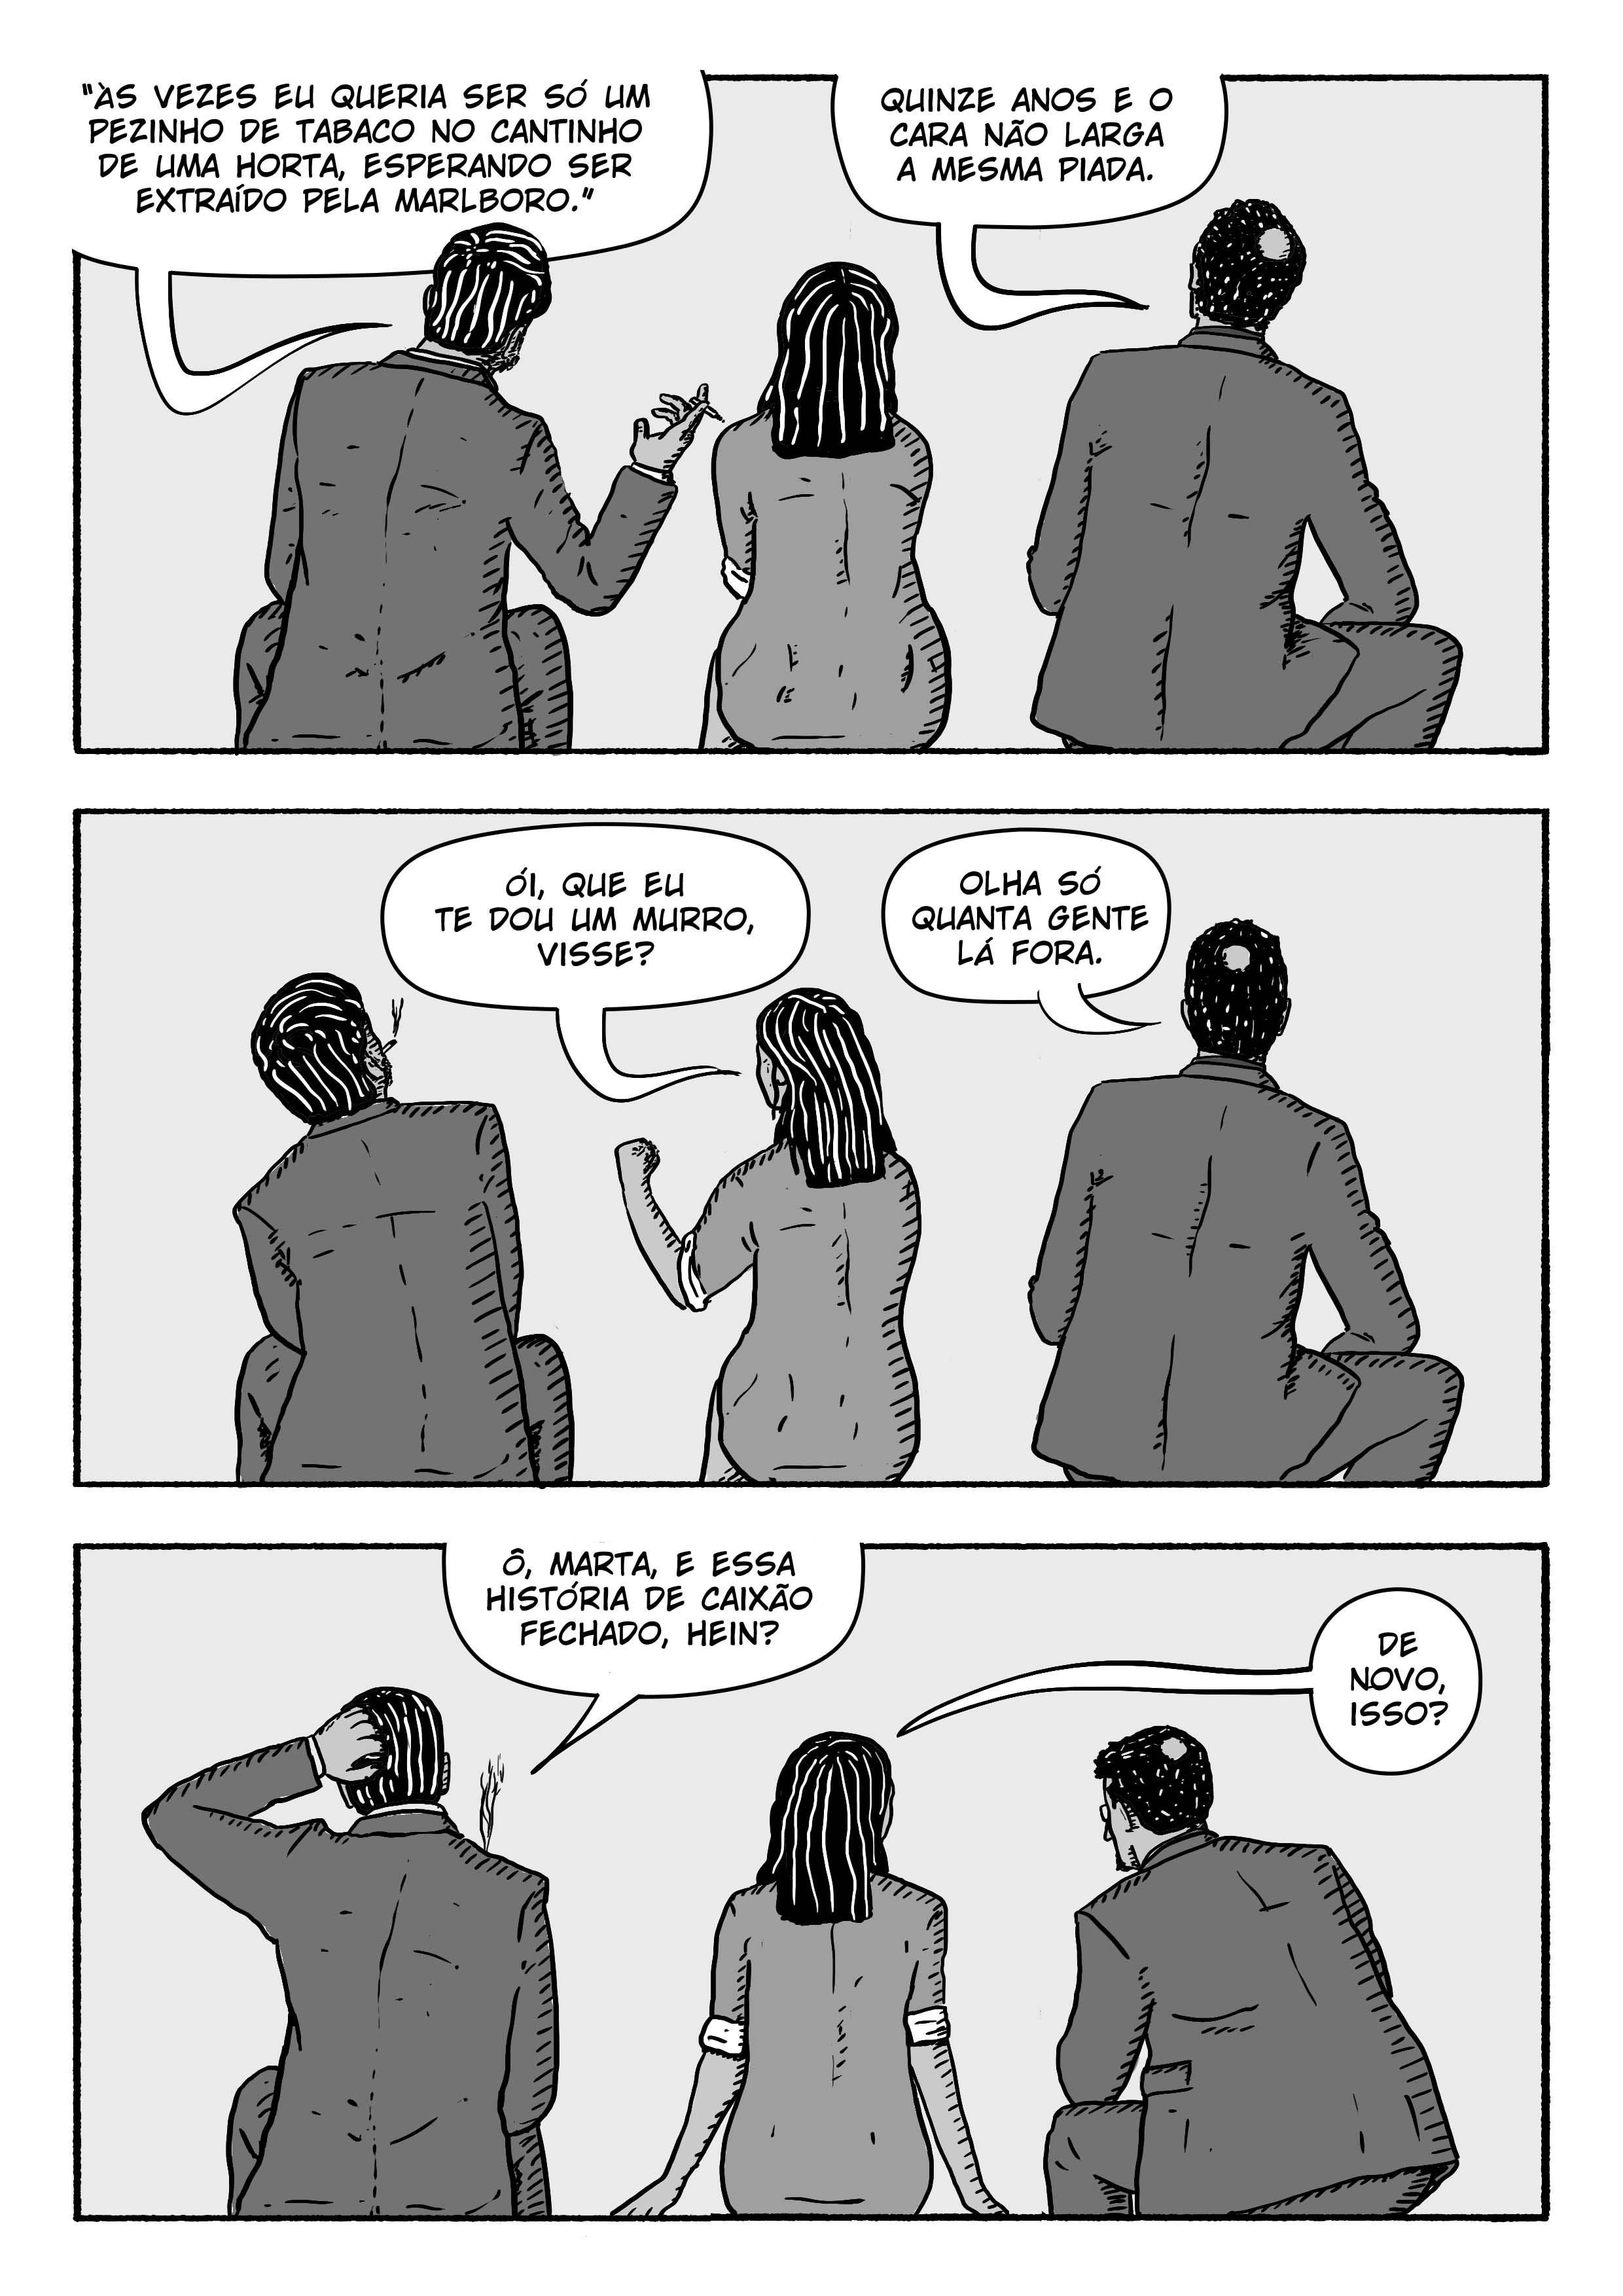 "ÀS VEZES EU QUERIA SER SÓ UM
PEZINHO DE TABACO NO CANTINHO
DE UMA HORTA, ESPERANDO SER
EXTRAÍDO PELA MARLBORO."
QUINZE ANOS E O
CARA NÃO LARGA
A MESMA PIADA.
ÓI, QUE EU
TE DOU UM MURRO,
VISSE?
OLHA SÓ
QUANTA GENTE
LÁ FORA.
Ô, MARTA, E ESSA
HISTÓRIA DE CAIXÃO
FECHADO, HEIN?
DE
NOVO,
ISSO?